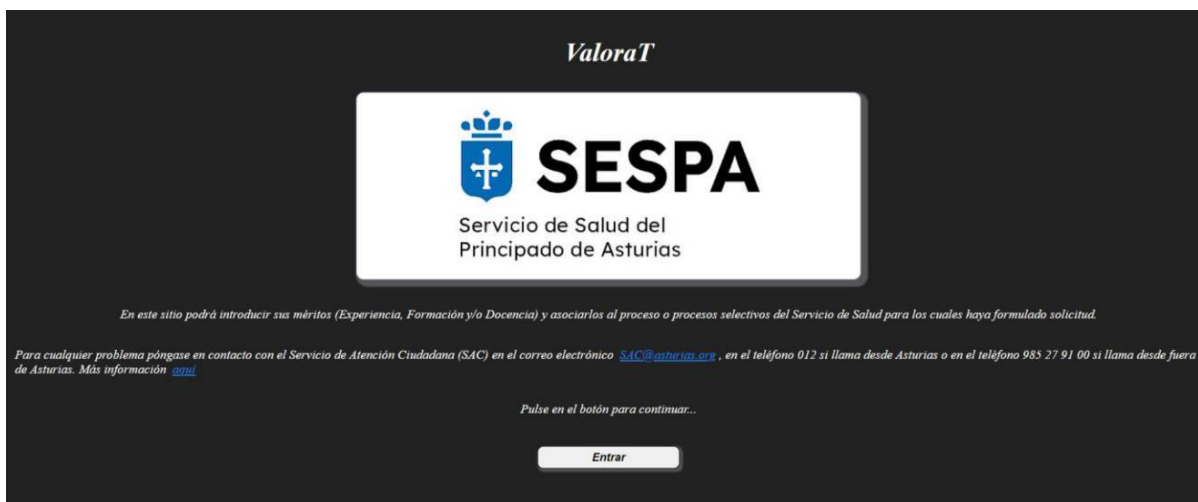 ValoraT
SESPA
Servicio de Salud del
Principado de Asturias
En este sitio podrá introducir sus méritos (Experiencia, Formación y/o Docencia) y asociarlos al proceso o procesos selectivos del Servicio de Salud para los cuales haya formulado solicitud.
Para cualquier problema póngase en contacto con el Servicio de Atención Ciudadana (SAC) en el correo electrónico SAC@asturias.org , en el teléfono 012 si llama desde Asturias o en el teléfono 985 27 91 00 si llama desde fuera
de Asturias. Más información aquí
Pulse en el botón para continuar...
Entrar